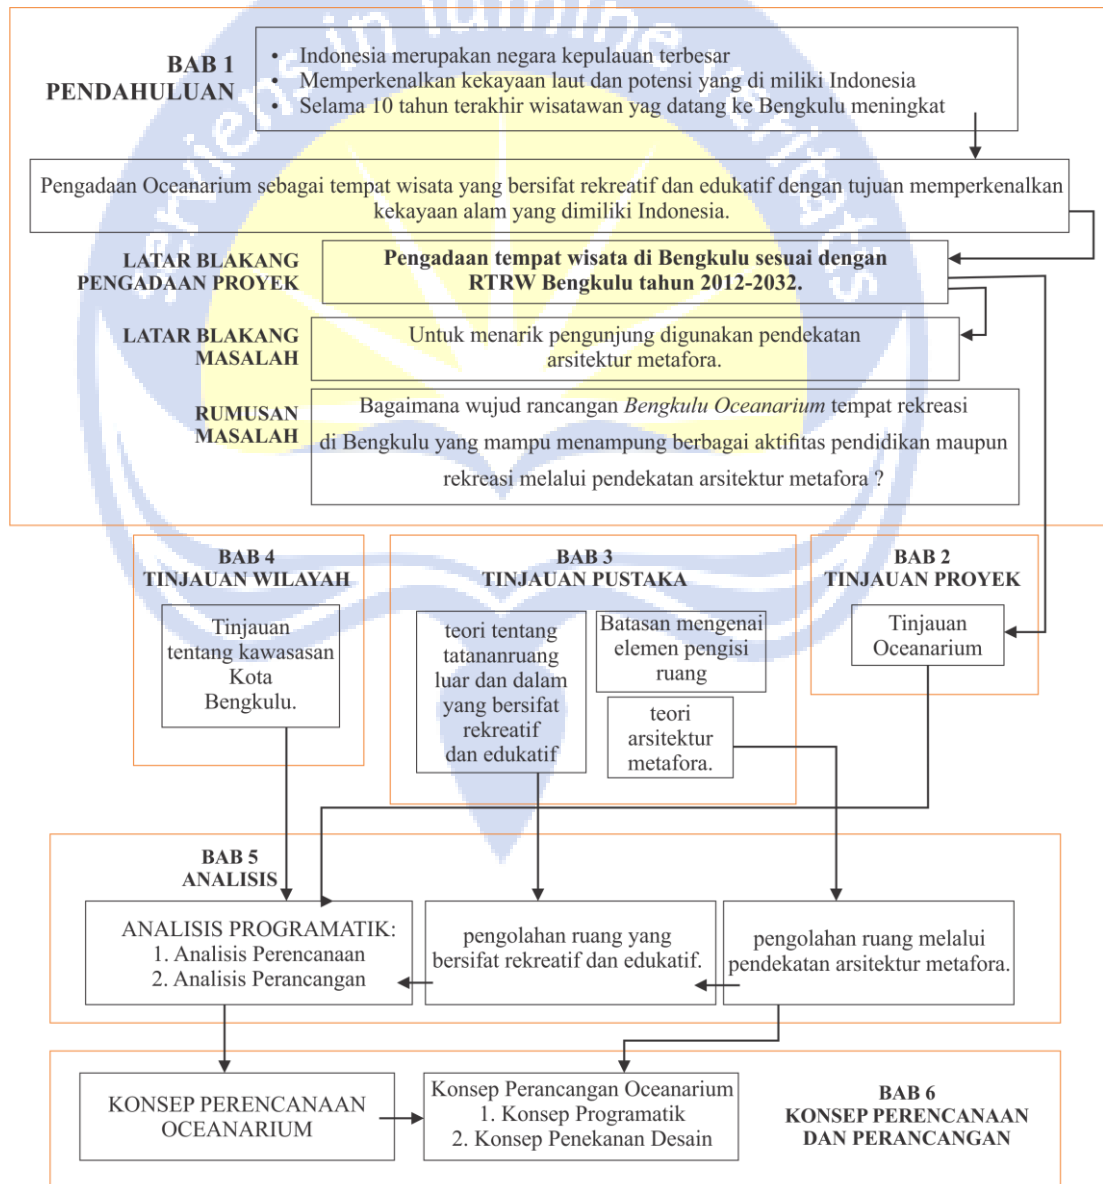 serviens in lumine veritatis
BAB 1
PENDAHULUAN
• Indonesia merupakan negara kepulauan terbesar
• Memperkenalkan kekayaan laut dan potensi yang di miliki Indonesia
• Selama 10 tahun terakhir wisatawan yag datang ke Bengkulu meningkat
Pengadaan Oceanarium sebagai tempat wisata yang bersifat rekreatif dan edukatif dengan tujuan memperkenalkan
kekayaan alam yang dimiliki Indonesia.
LATAR BLAKANG
PENGADAAN PROYEK
Pengadaan tempat wisata di Bengkulu sesuai dengan
RTRW Bengkulu tahun 2012-2032.
LATAR BLAKANG
MASALAH
Untuk menarik pengunjung digunakan pendekatan
arsitektur metafora.
RUMUSAN
MASALAH
Bagaimana wujud rancangan Bengkulu Oceanarium tempat rekreasi
di Bengkulu yang mampu menampung berbagai aktifitas pendidikan maupun
rekreasi melalui pendekatan arsitektur metafora ?
BAB 4
TINJAUAN WILAYAH
Tinjauan
tentang kawasasan
Kota
Bengkulu.
BAB 3
TINJAUAN PUSTAKA
teori tentang
tatananruang
luar dan dalam
yang bersifat
rekreatif
dan edukatif
Batasan mengenai
elemen pengisi
ruang
teori
arsitektur
metafora.
BAB 2
TINJAUAN PROYEK
Tinjauan
Oceanarium
BAB 5
ANALISIS
ANALISIS PROGRAMATIK:
1. Analisis Perencanaan
2. Analisis Perancangan
pengolahan ruang yang
bersifat rekreatif dan edukatif.
pengolahan ruang melalui
pendekatan arsitektur metafora.
KONSEP PERENCANAAN
OCEANARIUM
Konsep Perancangan Oceanarium
1. Konsep Programatik
2. Konsep Penekanan Desain
BAB 6
KONSEP PERENCANAAN
DAN PERANCANGAN